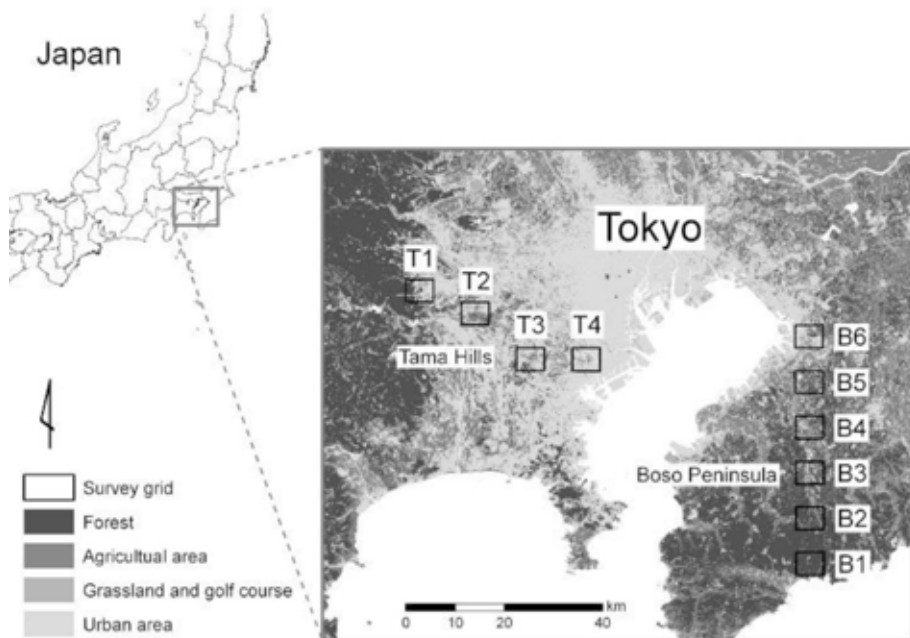 Japan
Tokyo
T1
T2
T3
T4
Tama Hills
B6
B5
B4
Boso Peninsula
B3
B2
B1
Survey grid
Forest
Agricultual area
Grassland and golf course
Urban area
km
0
10
20
40